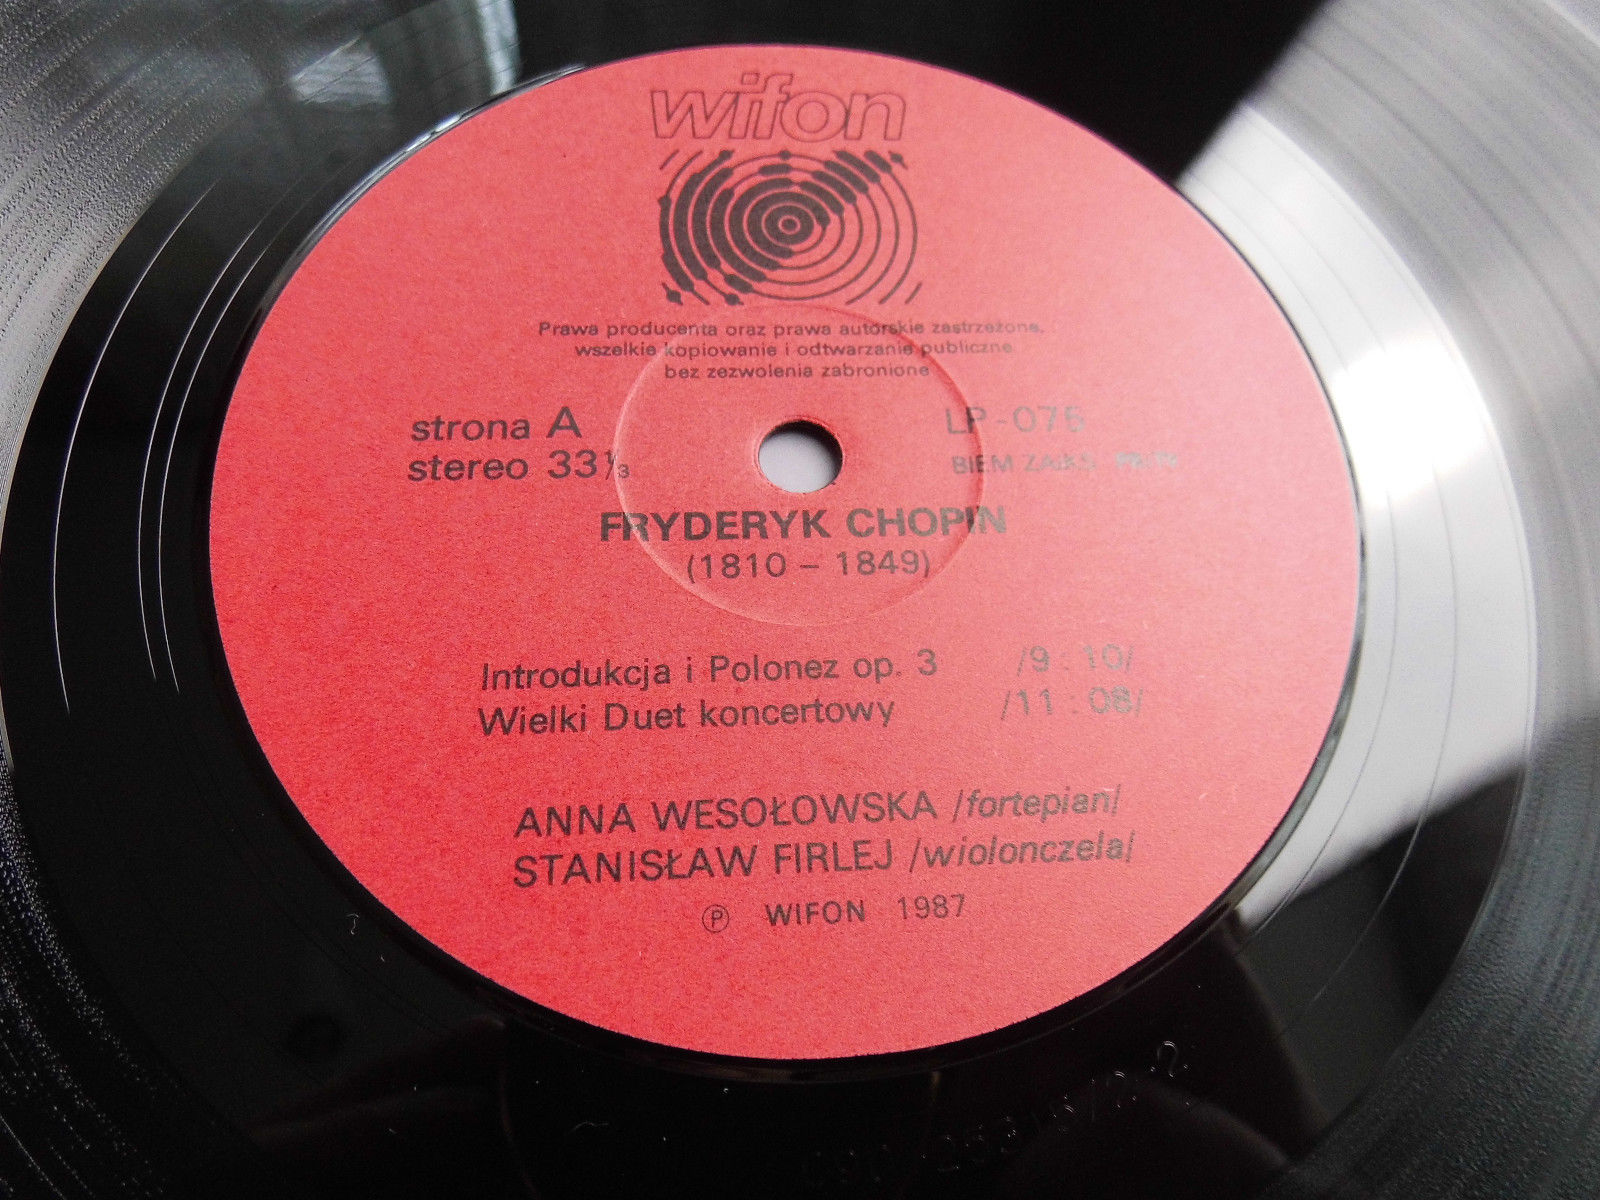 wifon
Prawa producenta oraz prawa autorskie zastrzeżone,
wszelkie kopiowanie i odtwarzanie publiczne
bez zezwolenia zabronione
strona A LP-075
stereo 33⅓ BIEM ZAiKS
FRYDERYK CHOPIN
(1810 – 1849)
Introdukcja i Polonez op. 3 /9 : 10/
Wielki Duet koncertowy /11 : 08/
ANNA WESOŁOWSKA /fortepian/
STANISŁAW FIRLEJ /wiolonczela/
Ⓟ WIFON 1987